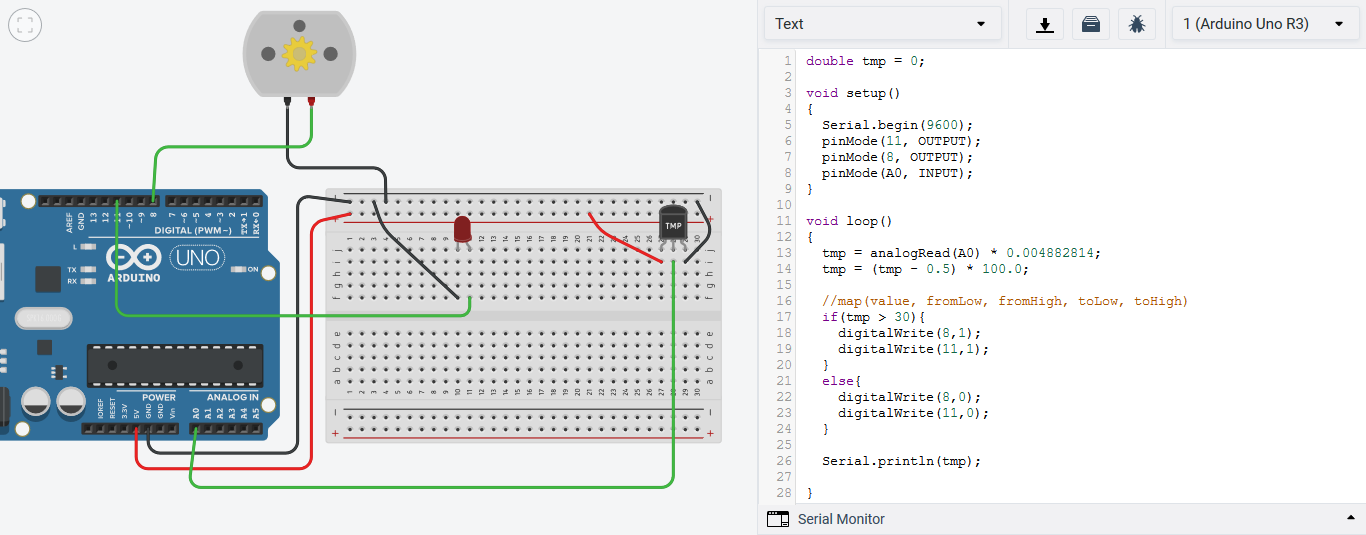 Text
1 (Arduino Uno R3)
AREF
GND
13
12
~11
~10
~9
8
7
~6
~5
4
~3
2
TX→1
RX←0
DIGITAL (PWM~)
L
TX
RX
ARDUINO
UNO
ON
IOREF
RESET
3.3V
5V
GND
GND
Vin
POWER
ANALOG IN
A0
A1
A2
A3
A4
A5
TMP
1 double tmp = 0;
2
3 void setup()
4 {
5 Serial.begin(9600);
6 pinMode(11, OUTPUT);
7 pinMode(8, OUTPUT);
8 pinMode(A0, INPUT);
9 }
10
11 void loop()
12 {
13 tmp = analogRead(A0) * 0.004882814;
14 tmp = (tmp - 0.5) * 100.0;
15
16 //map(value, fromLow, fromHigh, toLow, toHigh)
17 if(tmp > 30){
18 digitalWrite(8,1);
19 digitalWrite(11,1);
20 }
21 else{
22 digitalWrite(8,0);
23 digitalWrite(11,0);
24 }
25
26 Serial.println(tmp);
27
28 }
Serial Monitor